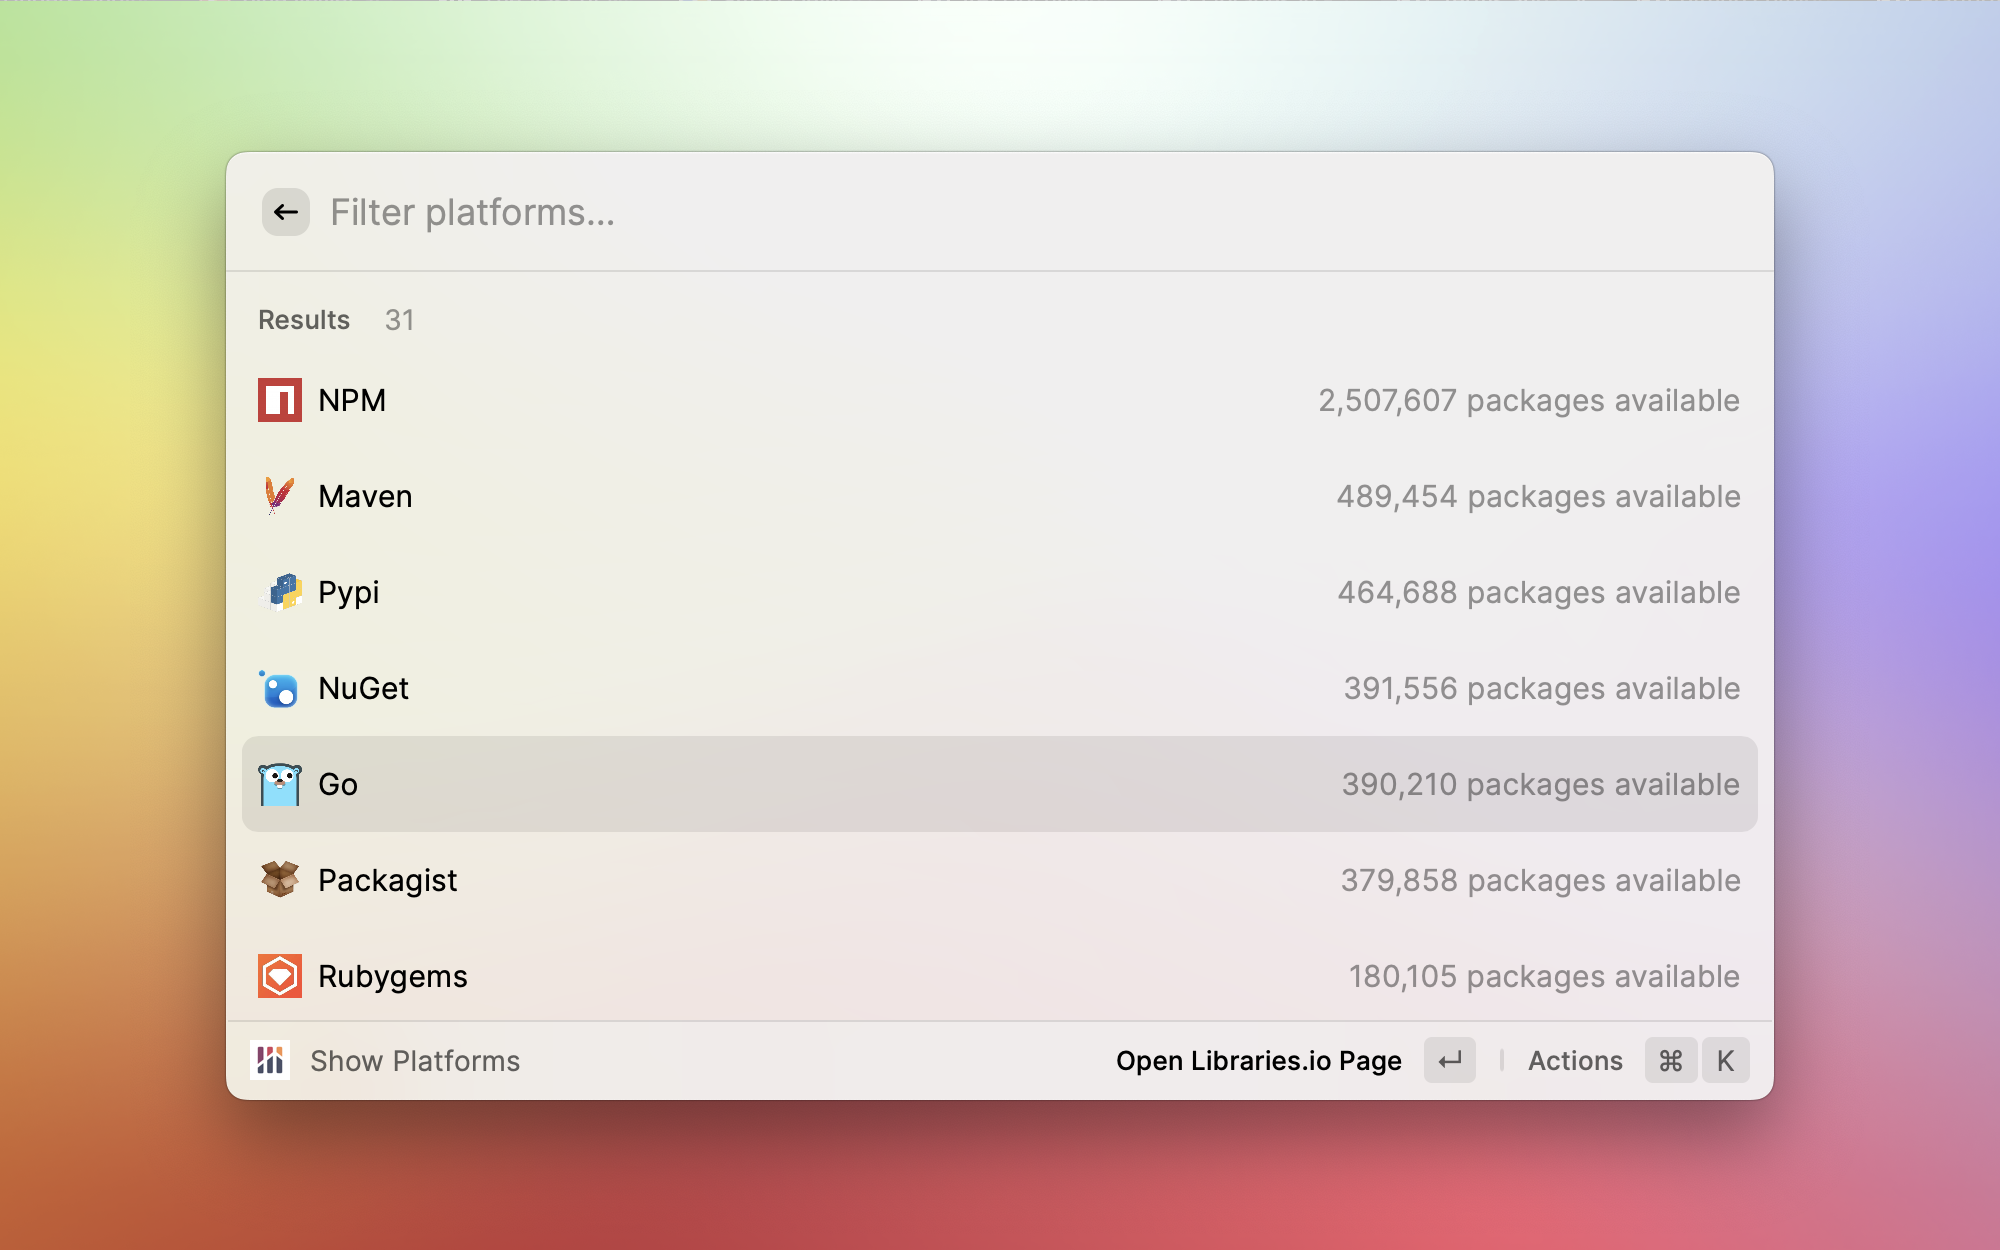 Filter platforms...
Results 31
NPM 2,507,607 packages available
Maven 489,454 packages available
Pypi 464,688 packages available
NuGet 391,556 packages available
Go 390,210 packages available
Packagist 379,858 packages available
Rubygems 180,105 packages available
Show Platforms Open Libraries.io Page ↵ Actions ⌘ K